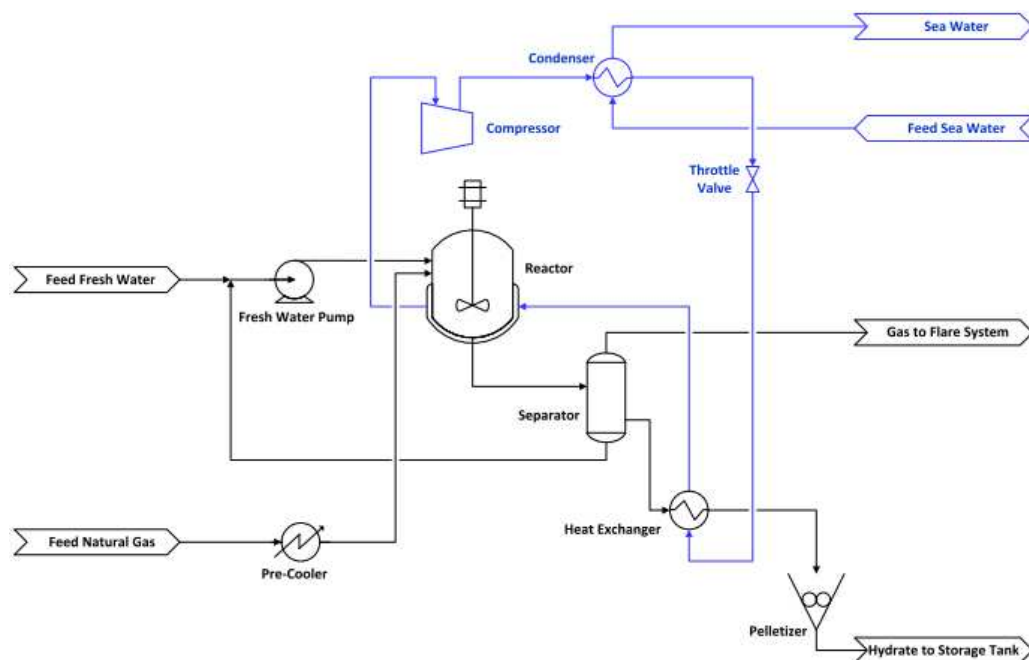 Sea Water
Condenser
Compressor
Feed Sea Water
Throttle
Valve
Feed Fresh Water
Reactor
Fresh Water Pump
Gas to Flare System
Separator
Heat Exchanger
Feed Natural Gas
Pre-Cooler
Pelletizer
Hydrate to Storage Tank